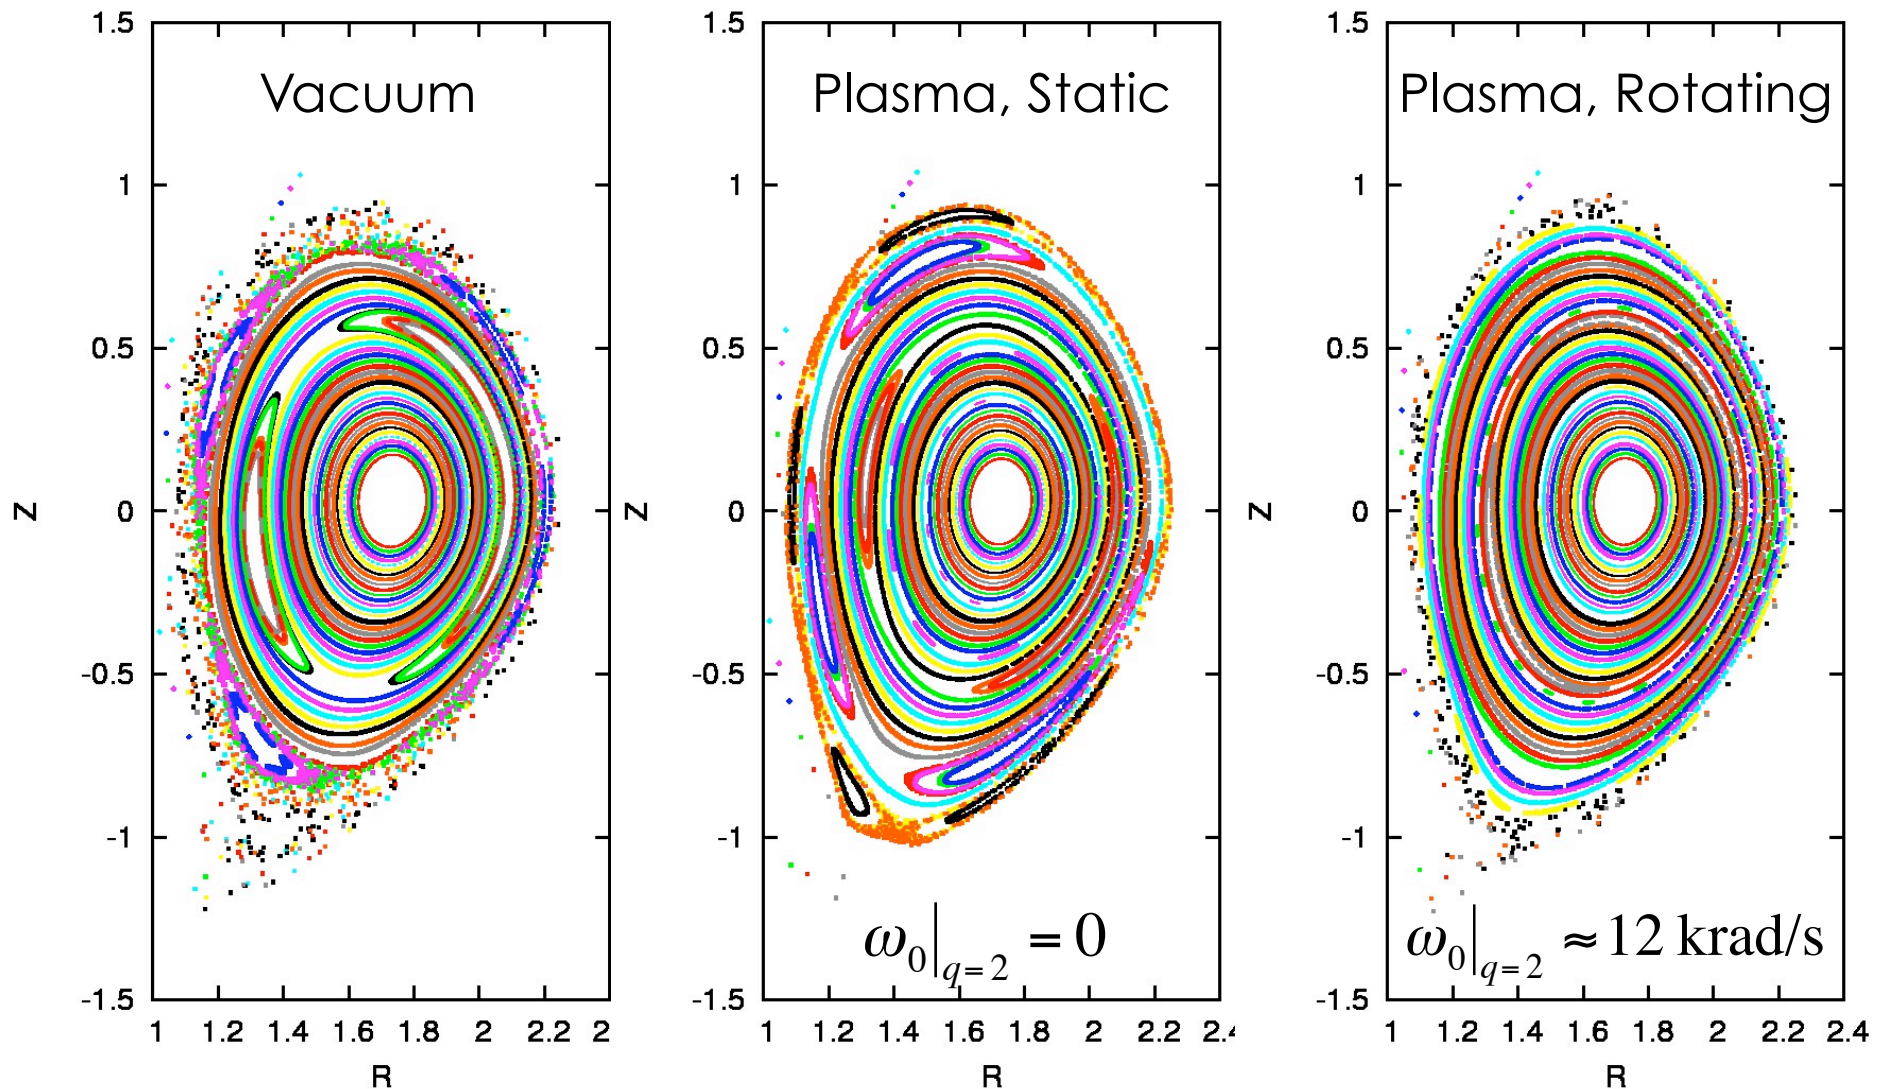 Vacuum
1.5
1
0.5
0
-0.5
-1
-1.5
Z
1 1.2 1.4 1.6 1.8 2 2.2 2
R
Plasma, Static
1.5
1
0.5
0
-0.5
-1
-1.5
Z
ω₀|q=2 = 0
1 1.2 1.4 1.6 1.8 2 2.2 2.4
R
Plasma, Rotating
1.5
1
0.5
0
-0.5
-1
-1.5
Z
ω₀|q=2 ≈ 12 krad/s
1 1.2 1.4 1.6 1.8 2 2.2 2.4
R